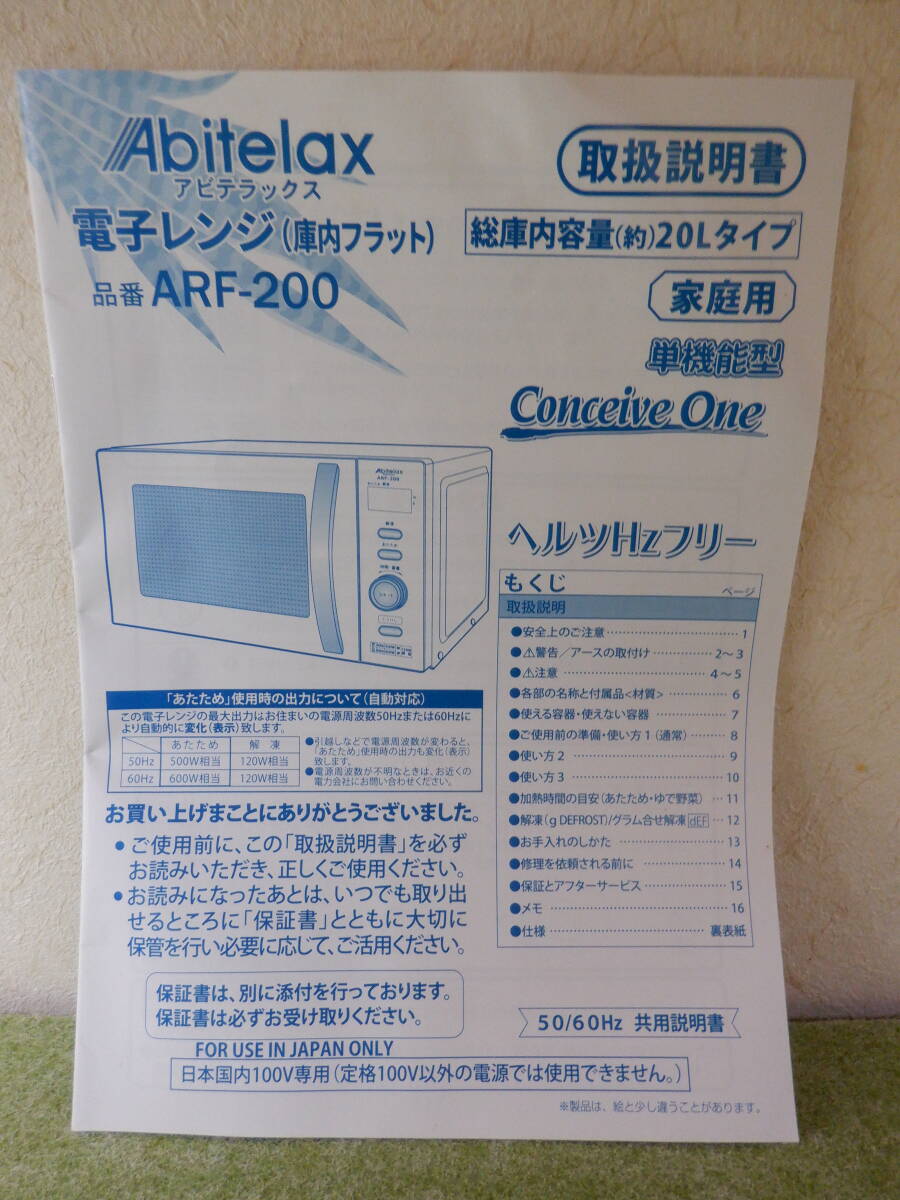 Abitelax
アビテラックス
取扱説明書
電子レンジ(庫内フラット)
総庫内容量(約)20Lタイプ
品番 ARF-200
家庭用
単機能型
Conceive One
Abitelax
ARF-200
ヘルツHzフリー
もくじ ページ
取扱説明
●安全上のご注意 1
●⚠警告/アースの取付け 2〜3
●⚠注意 4〜5
●各部の名称と付属品<材質> 6
●使える容器・使えない容器 7
●ご使用前の準備・使い方1(通常) 8
●使い方2 9
●使い方3 10
●加熱時間の目安(あたため・ゆで野菜) 11
●解凍(g DEFROST)/グラム合せ解凍 dEF 12
●お手入れのしかた 13
●修理を依頼される前に 14
●保証とアフターサービス 15
●メモ 16
●仕様 裏表紙
「あたため」使用時の出力について(自動対応)
この電子レンジの最大出力はお住まいの電源周波数50Hzまたは60Hzに
より自動的に変化(表示)致します。
あたため 解凍
50Hz 500W相当 120W相当
60Hz 600W相当 120W相当
●引越しなどで電源周波数が変わると、
「あたため」使用時の出力も変化(表示)
致します。
●電源周波数が不明なときは、お近くの
電力会社にお問い合わせください。
お買い上げまことにありがとうございました。
●ご使用前に、この「取扱説明書」を必ず
お読みいただき、正しくご使用ください。
●お読みになったあとは、いつでも取り出
せるところに「保証書」とともに大切に
保管を行い必要に応じて、ご活用ください。
保証書は、別に添付を行っております。
保証書は必ずお受け取りください。
50/60Hz 共用説明書
FOR USE IN JAPAN ONLY
日本国内100V専用(定格100V以外の電源では使用できません。)
※製品は、絵と少し違うことがあります。